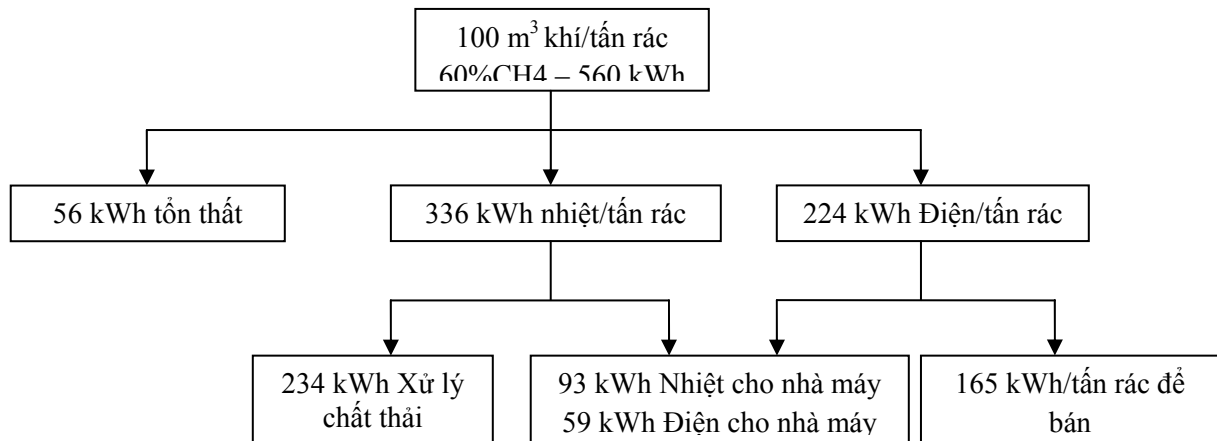 100 m³ khí/tấn rác
60%CH4 – 560 kWh
56 kWh tổn thất
336 kWh nhiệt/tấn rác
224 kWh Điện/tấn rác
234 kWh Xử lý
chất thải
93 kWh Nhiệt cho nhà máy
59 kWh Điện cho nhà máy
165 kWh/tấn rác để
bán